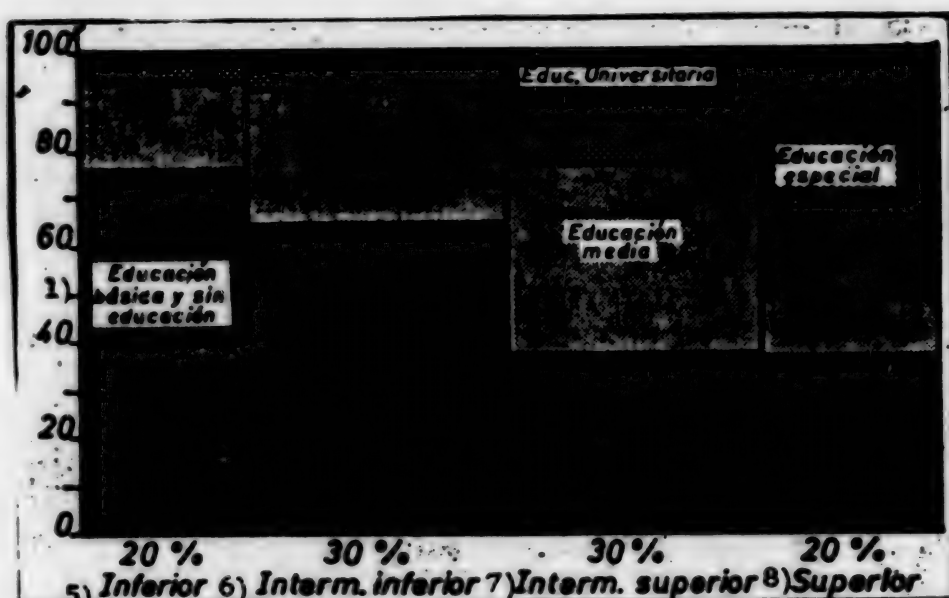 100
80
60
1)
40
20
0
Educ. Universitaria
Educación
especial
Educación
media
Educación
básica y sin
educación
20 % 30 % 30 % 20 %
5) Inferior 6) Interm. inferior 7) Interm. superior 8) Superior